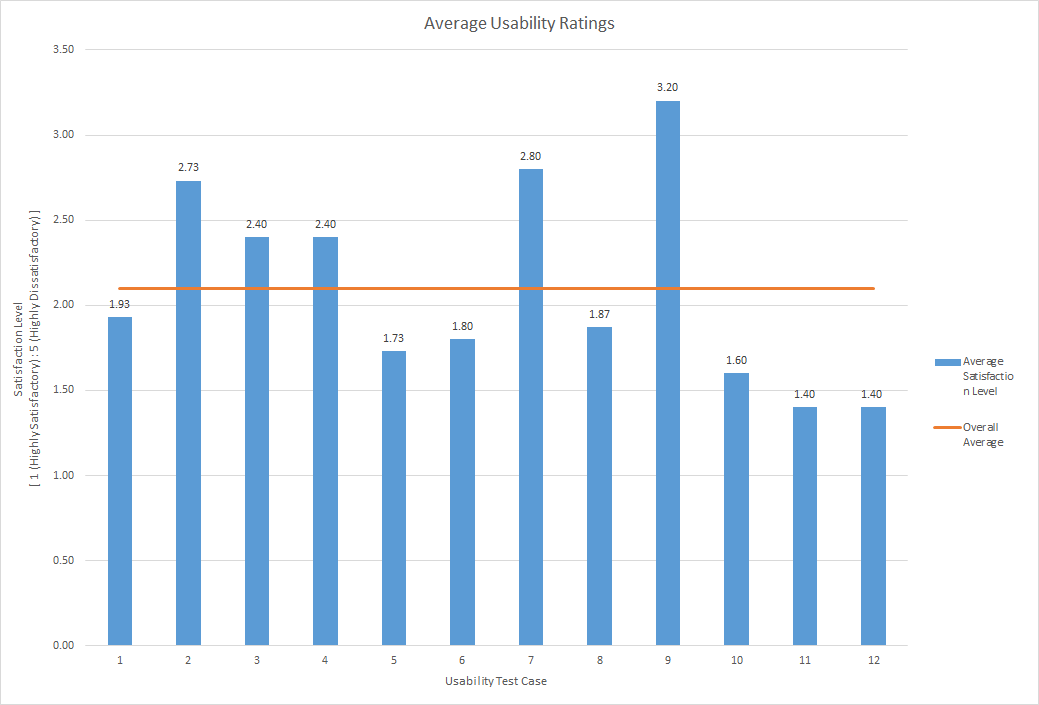 Average Usability Ratings
3.50
3.00
2.50
2.00
1.50
1.00
0.50
0.00
Satisfaction Level
[ 1 (Highly Satisfactory) : 5 (Highly Dissatisfactory) ]
1.93
2.73
2.40
2.40
1.73
1.80
2.80
1.87
3.20
1.60
1.40
1.40
1 2 3 4 5 6 7 8 9 10 11 12
Usability Test Case
Average
Satisfactio
n Level
Overall
Average